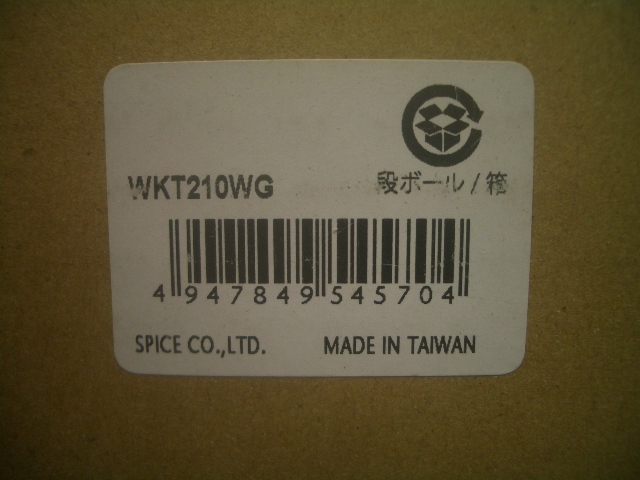 WKT210WG
段ボール / 箱
4 947849 545704
SPICE CO.,LTD.
MADE IN TAIWAN